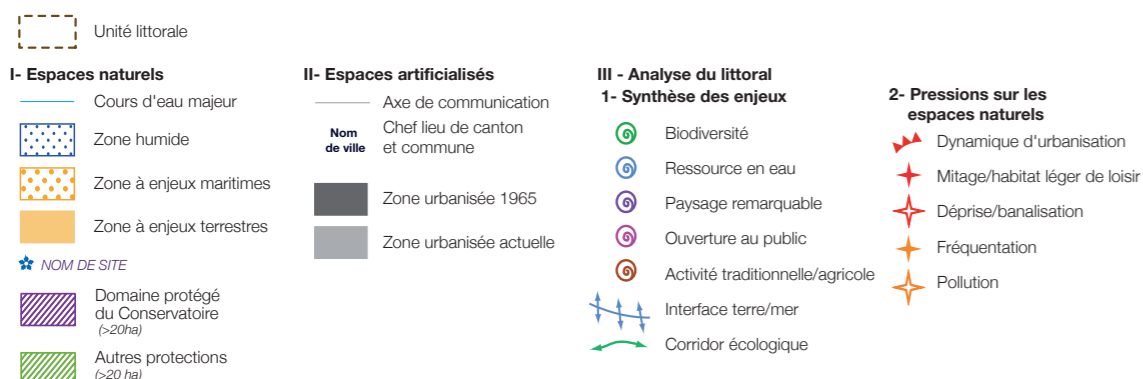 Unité littorale
I- Espaces naturels
Cours d'eau majeur
Zone humide
Zone à enjeux maritimes
Zone à enjeux terrestres
NOM DE SITE
Domaine protégé
du Conservatoire
(>20ha)
Autres protections
(>20 ha)
II- Espaces artificialisés
Axe de communication
Nom
de ville
Chef lieu de canton
et commune
Zone urbanisée 1965
Zone urbanisée actuelle
III - Analyse du littoral
1- Synthèse des enjeux
Biodiversité
Ressource en eau
Paysage remarquable
Ouverture au public
Activité traditionnelle/agricole
Interface terre/mer
Corridor écologique
2- Pressions sur les
espaces naturels
Dynamique d'urbanisation
Mitage/habitat léger de loisir
Déprise/banalisation
Fréquentation
Pollution